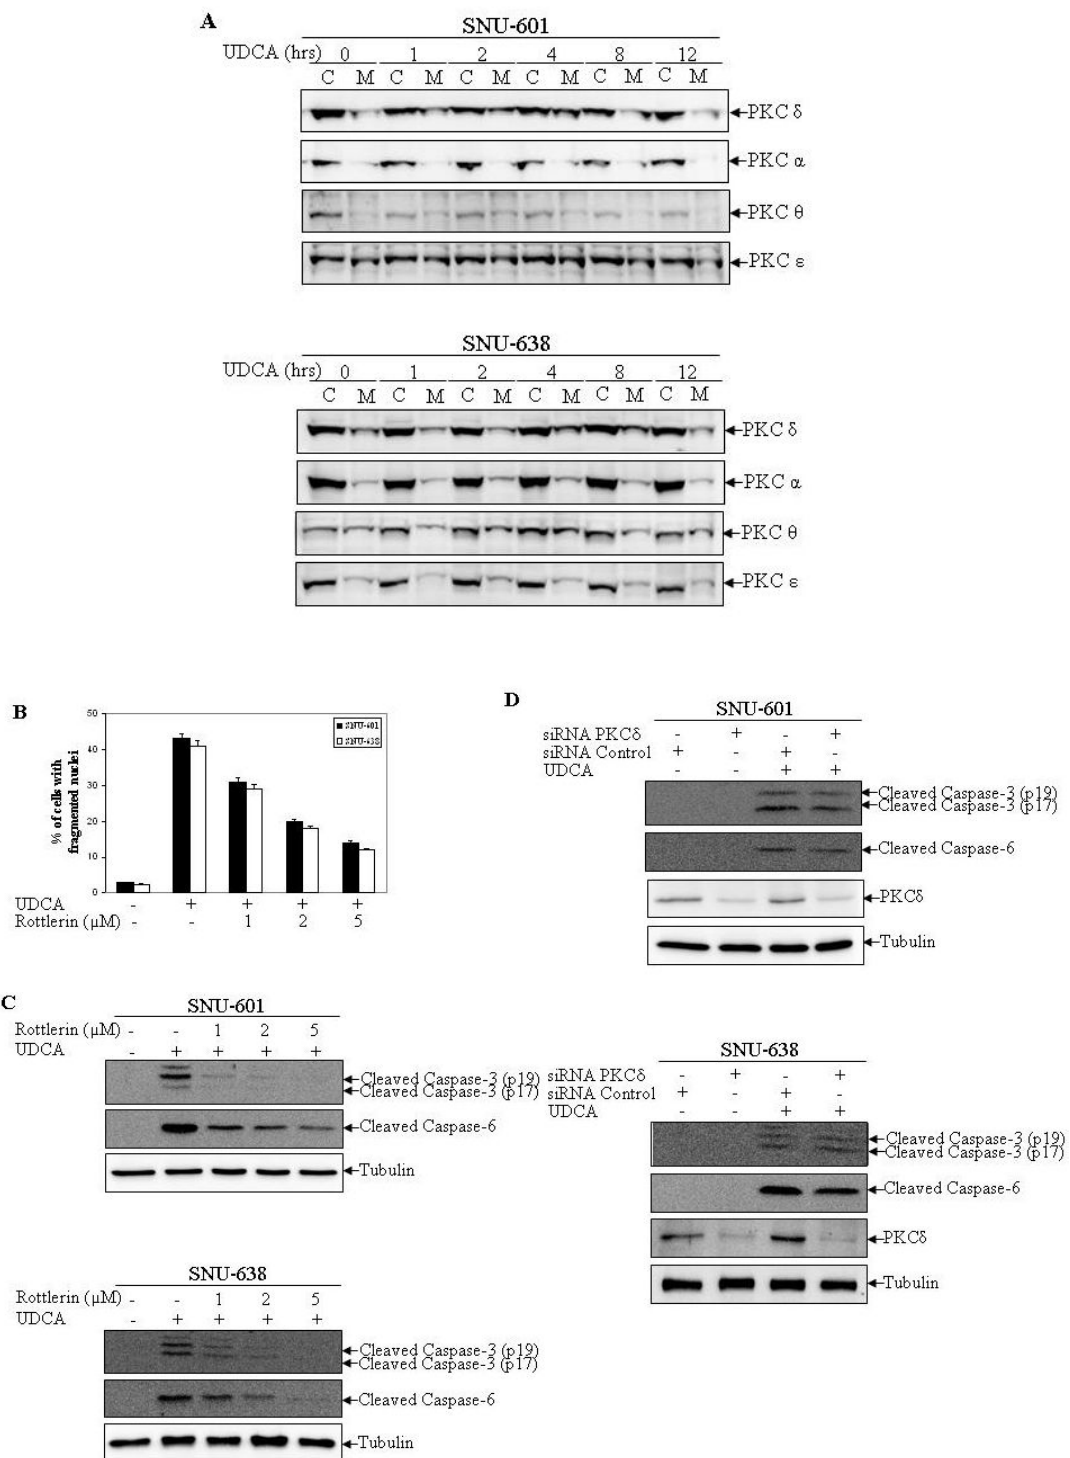 A
SNU-601
UDCA (hrs) 0 1 2 4 8 12
C M C M C M C M C M C M
PKC δ
PKC α
PKC θ
PKC ε
SNU-638
UDCA (hrs) 0 1 2 4 8 12
C M C M C M C M C M C M
PKC δ
PKC α
PKC θ
PKC ε
B
% of cells with
fragmented nuclei
50
40
30
20
10
0
SNU-601
SNU-638
UDCA - + + + +
Rottlerin (μM) - - 1 2 5
C
SNU-601
Rottlerin (μM) - - 1 2 5
UDCA - + + + +
Cleaved Caspase-3 (p19)
Cleaved Caspase-3 (p17)
Cleaved Caspase-6
Tubulin
SNU-638
Rottlerin (μM) - - 1 2 5
UDCA - + + + +
Cleaved Caspase-3 (p19)
Cleaved Caspase-3 (p17)
Cleaved Caspase-6
Tubulin
D
SNU-601
siRNA PKCδ - + - +
siRNA Control + - + -
UDCA - - + +
Cleaved Caspase-3 (p19)
Cleaved Caspase-3 (p17)
Cleaved Caspase-6
PKCδ
Tubulin
SNU-638
siRNA PKCδ - + - +
siRNA Control + - + -
UDCA - - + +
Cleaved Caspase-3 (p19)
Cleaved Caspase-3 (p17)
Cleaved Caspase-6
PKCδ
Tubulin